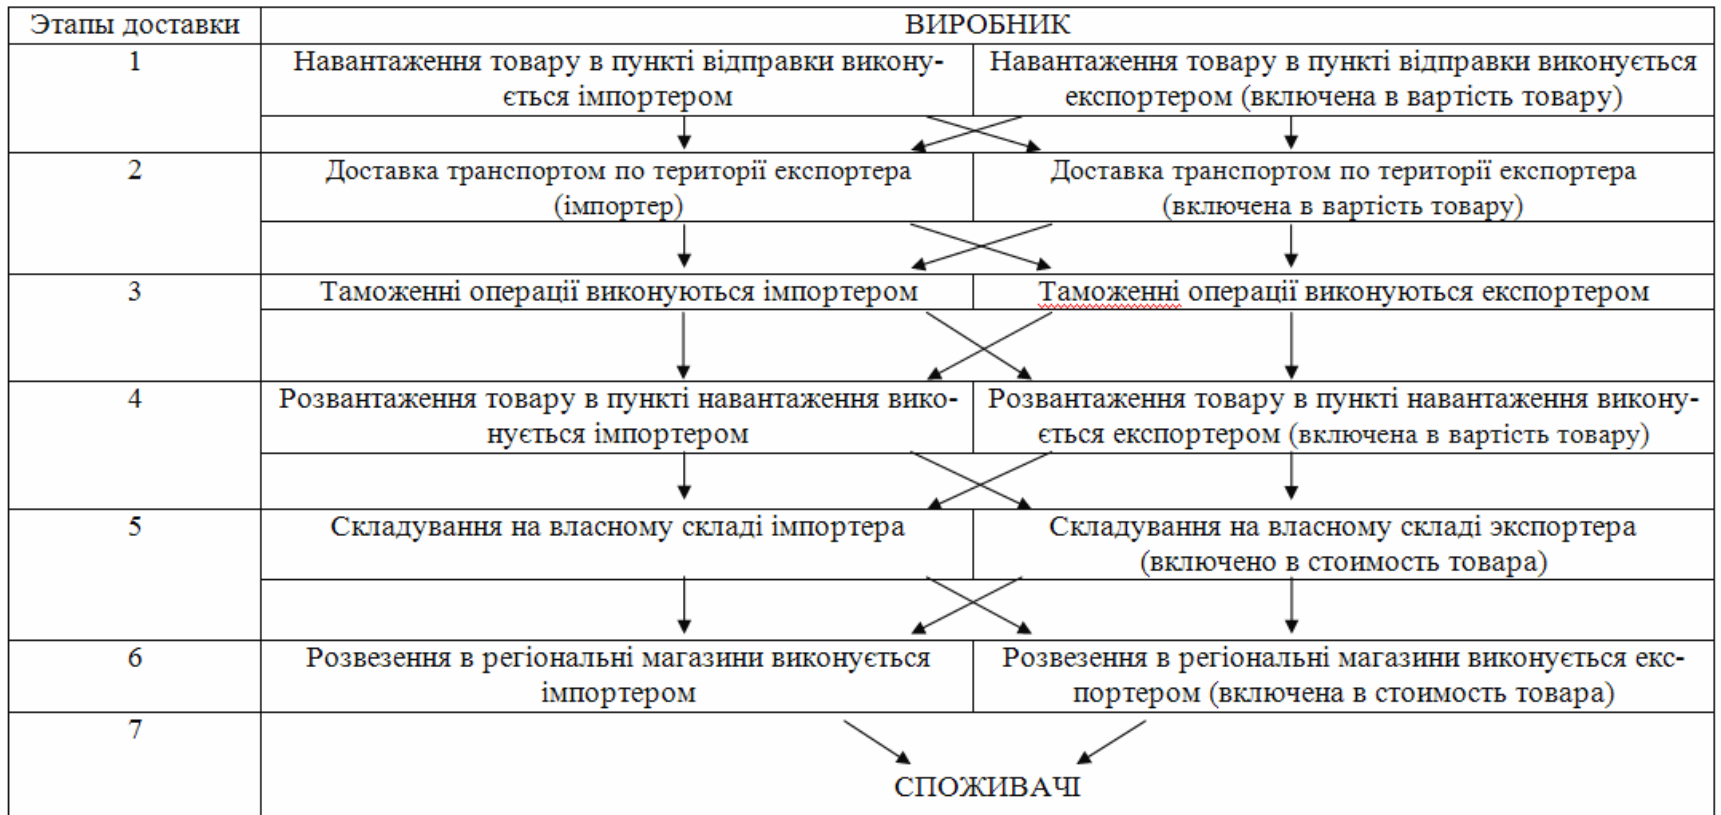 Этапы доставки
ВИРОБНИК
1
Навантаження товару в пункті відправки викону-
ється імпортером
Навантаження товару в пункті відправки виконується
експортером (включена в вартість товару)
2
Доставка транспортом по території експортера
(імпортер)
Доставка транспортом по території експортера
(включена в вартість товару)
3
Таможенні операції виконуються імпортером
Таможенні операції виконуються експортером
4
Розвантаження товару в пункті навантаження вико-
нується імпортером
Розвантаження товару в пункті навантаження викону-
ється експортером (включена в вартість товару)
5
Складування на власному складі імпортера
Складування на власному складі экспортера
(включено в стоимость товара)
6
Розвезення в регіональні магазини виконується
імпортером
Розвезення в регіональні магазини виконується екс-
портером (включена в стоимость товара)
7
СПОЖИВАЧІ